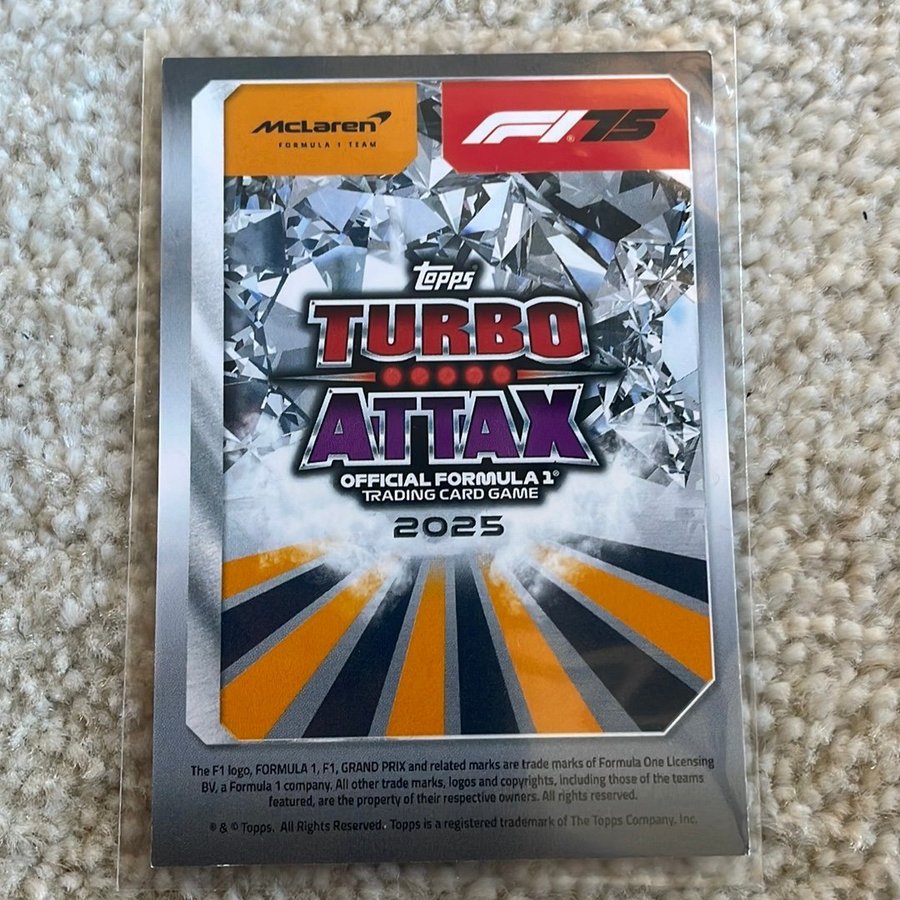 McLaren
FORMULA 1 TEAM
F1® 75
topps
TURBO
ATTAX
OFFICIAL FORMULA 1®
TRADING CARD GAME
2025
The F1 logo, FORMULA 1, F1, GRAND PRIX and related marks are trade marks of Formula One Licensing
BV, a Formula 1 company. All other trade marks, logos and copyrights, including those of the teams
featured, are the property of their respective owners. All rights reserved.
® & © Topps. All Rights Reserved. Topps is a registered trademark of The Topps Company, Inc.